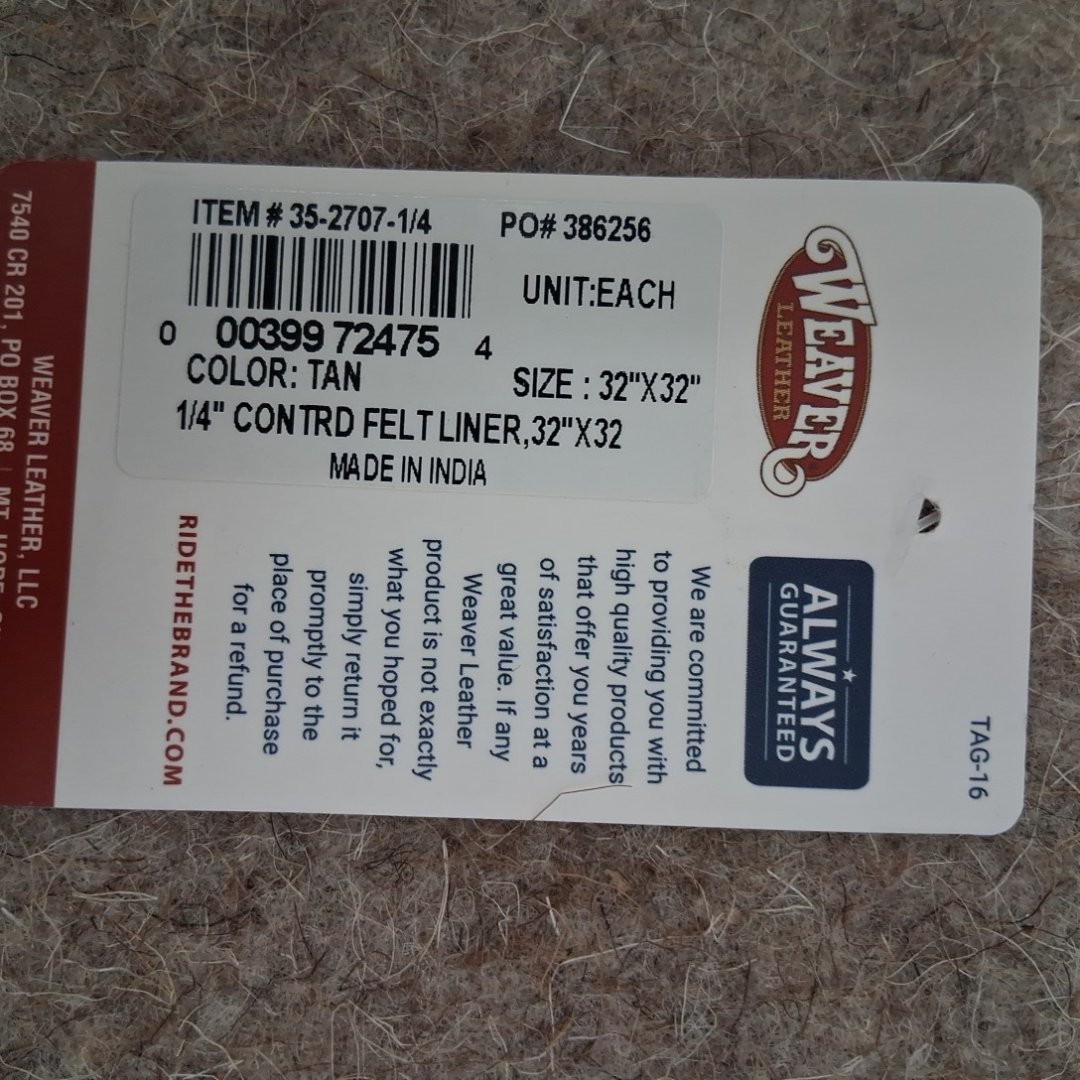 ITEM # 35-2707-1/4 PO# 386256
UNIT:EACH
0 00399 72475 4
COLOR: TAN SIZE : 32"X32"
1/4" CONTRD FELT LINER,32"X32
MADE IN INDIA
WEAVER
LEATHER
ALWAYS
GUARANTEED
We are committed
to providing you with
high quality products
that offer you years
of satisfaction at a
great value. If any
Weaver Leather
product is not exactly
what you hoped for,
simply return it
promptly to the
place of purchase
for a refund.
RIDETHEBRAND.COM
WEAVER LEATHER, LLC
7540 CR 201, PO BOX 68 | MT. HOPE,
TAG-16